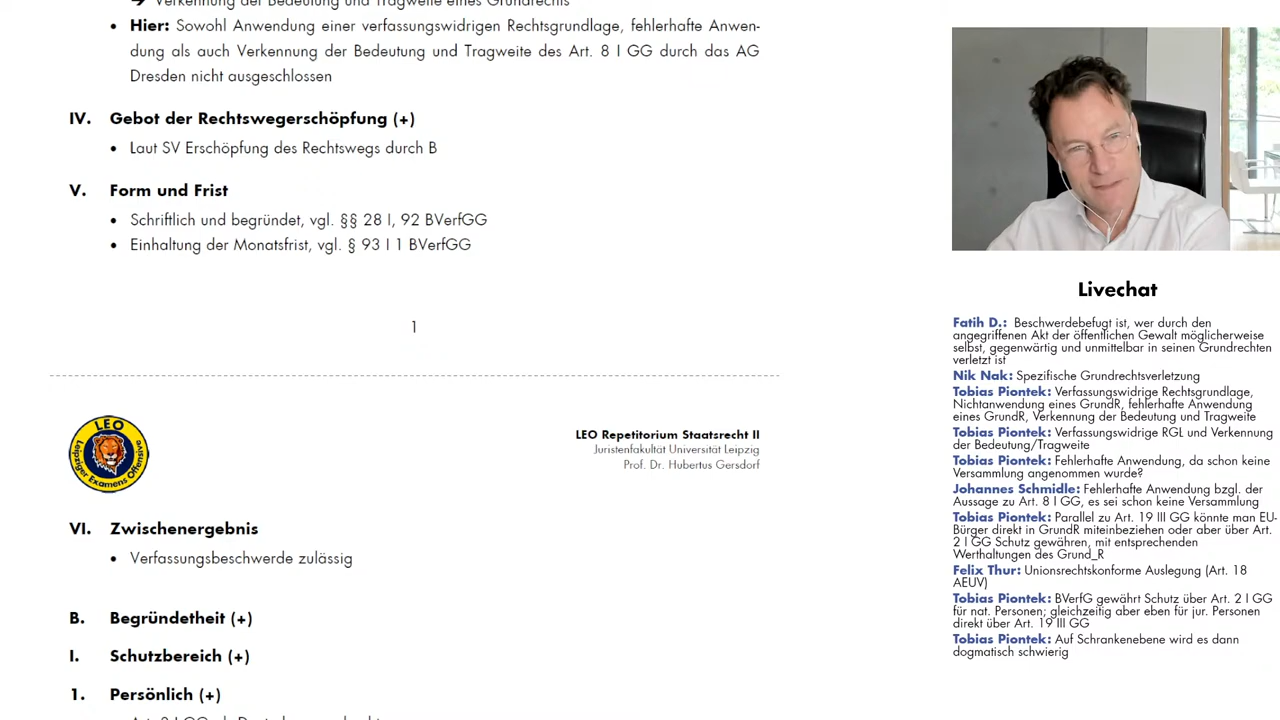 → Verkennung der Bedeutung und Tragweite eines Grundrechts
• Hier: Sowohl Anwendung einer verfassungswidrigen Rechtsgrundlage, fehlerhafte Anwen-
dung als auch Verkennung der Bedeutung und Tragweite des Art. 8 I GG durch das AG
Dresden nicht ausgeschlossen
IV. Gebot der Rechtswegerschöpfung (+)
• Laut SV Erschöpfung des Rechtswegs durch B
V. Form und Frist
• Schriftlich und begründet, vgl. §§ 28 I, 92 BVerfGG
• Einhaltung der Monatsfrist, vgl. § 93 I 1 BVerfGG
1
LEO
Leipziger Examens Offensive
LEO Repetitorium Staatsrecht II
Juristenfakultät Universität Leipzig
Prof. Dr. Hubertus Gersdorf
VI. Zwischenergebnis
• Verfassungsbeschwerde zulässig
B. Begründetheit (+)
I. Schutzbereich (+)
1. Persönlich (+)
Livechat
Fatih D.: Beschwerdebefugt ist, wer durch den
angegriffenen Akt der öffentlichen Gewalt möglicherweise
selbst, gegenwärtig und unmittelbar in seinen Grundrechten
verletzt ist
Nik Nak: Spezifische Grundrechtsverletzung
Tobias Piontek: Verfassungswidrige Rechtsgrundlage,
Nichtanwendung eines GrundR, fehlerhafte Anwendung
eines GrundR, Verkennung der Bedeutung und Tragweite
Tobias Piontek: Verfassungswidrige RGL und Verkennung
der Bedeutung/Tragweite
Tobias Piontek: Fehlerhafte Anwendung, da schon keine
Versammlung angenommen wurde?
Johannes Schmidle: Fehlerhafte Anwendung bzgl. der
Aussage zu Art. 8 I GG, es sei schon keine Versammlung
Tobias Piontek: Parallel zu Art. 19 III GG könnte man EU-
Bürger direkt in GrundR miteinbeziehen oder aber über Art.
2 I GG Schutz gewähren, mit entsprechenden
Werthaltungen des Grund_R
Felix Thur: Unionsrechtskonforme Auslegung (Art. 18
AEUV)
Tobias Piontek: BVerfG gewährt Schutz über Art. 2 I GG
für nat. Personen; gleichzeitig aber eben für jur. Personen
direkt über Art. 19 III GG
Tobias Piontek: Auf Schrankenebene wird es dann
dogmatisch schwierig